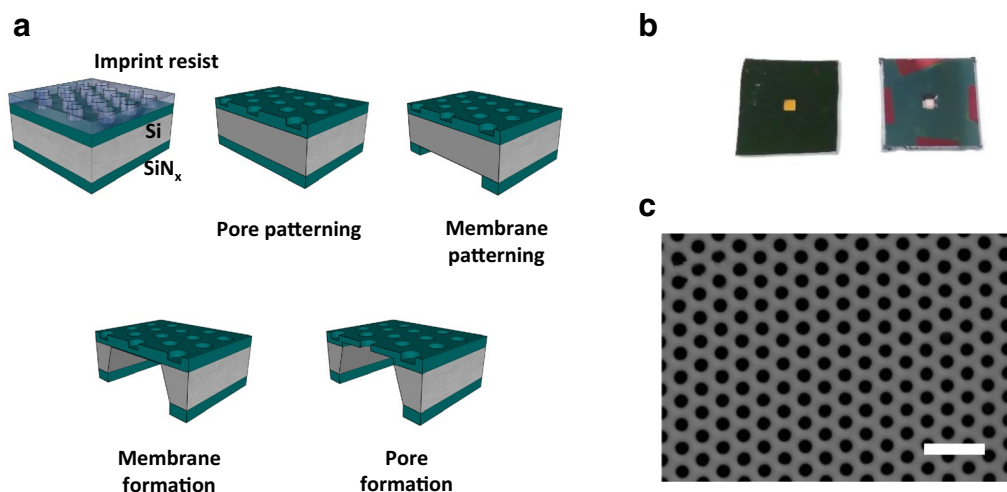 a
Imprint resist
Si
SiNx
Pore patterning
Membrane
patterning
Membrane
formation
Pore
formation
b
c